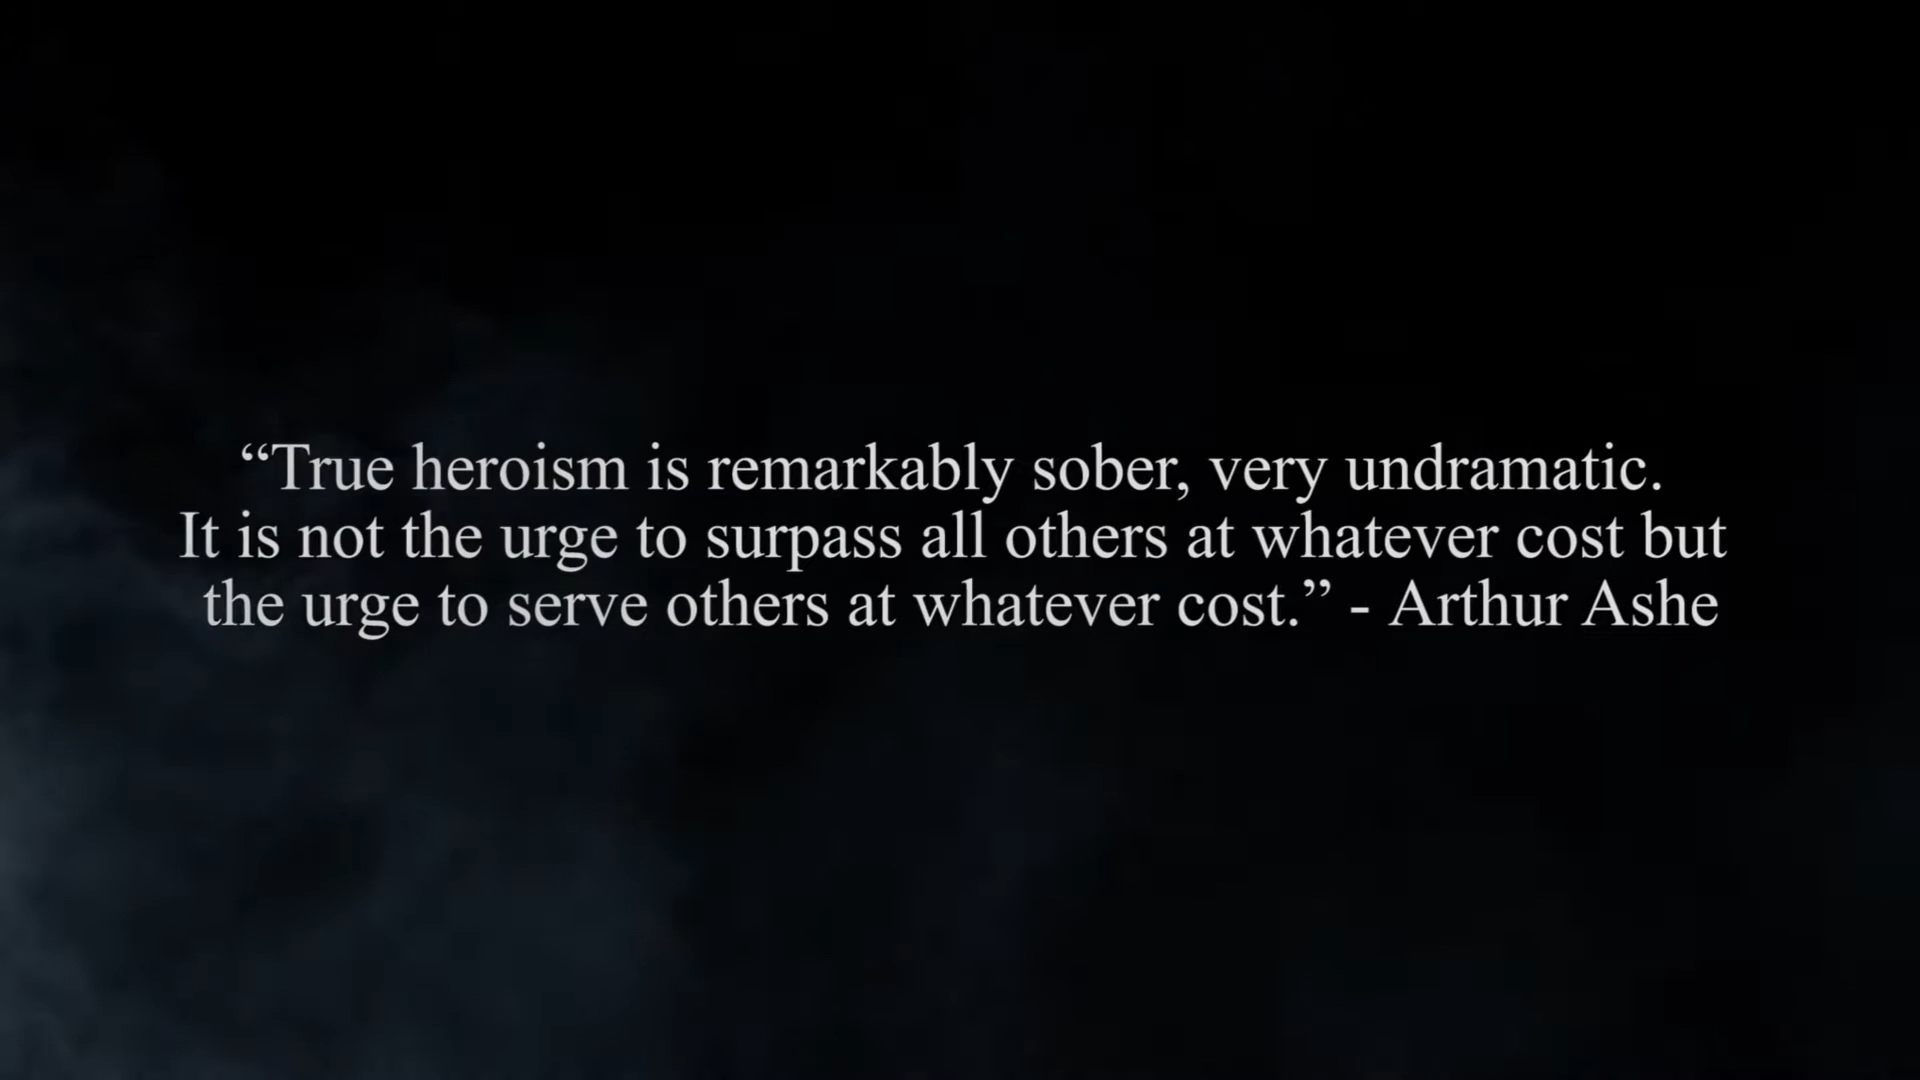 “True heroism is remarkably sober, very undramatic.
It is not the urge to surpass all others at whatever cost but
the urge to serve others at whatever cost.” - Arthur Ashe